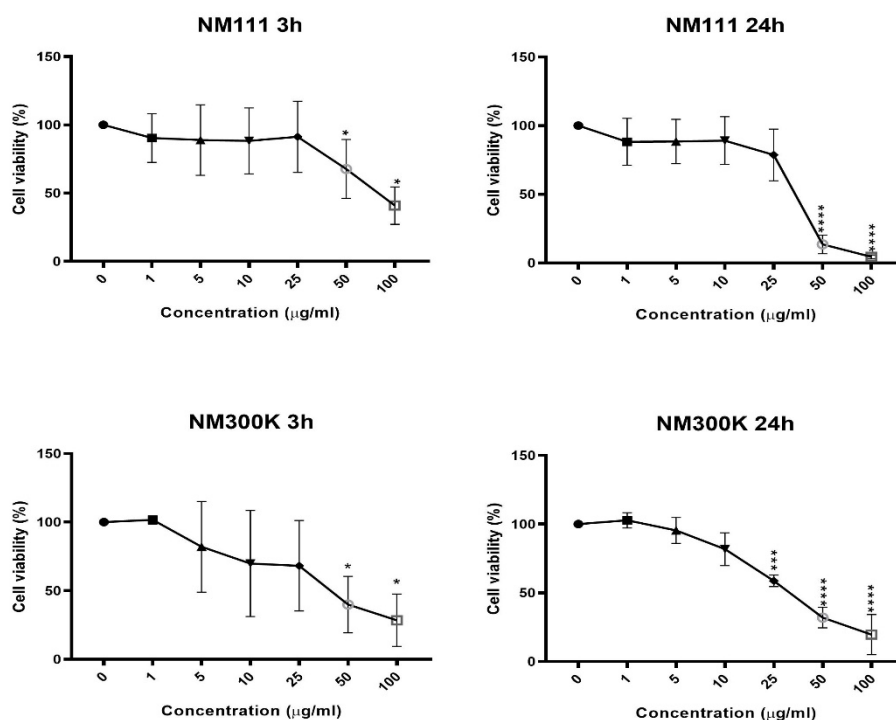 NM111 3h
150
100
50
0
Cell viability (%)
*
*
0 1 5 10 25 50 100
Concentration (μg/ml)
NM111 24h
150
100
50
0
Cell viability (%)
****
****
0 1 5 10 25 50 100
Concentration (μg/ml)
NM300K 3h
150
100
50
0
Cell viability (%)
*
*
0 1 5 10 25 50 100
Concentration (μg/ml)
NM300K 24h
150
100
50
0
Cell viability (%)
***
****
****
0 1 5 10 25 50 100
Concentration (μg/ml)